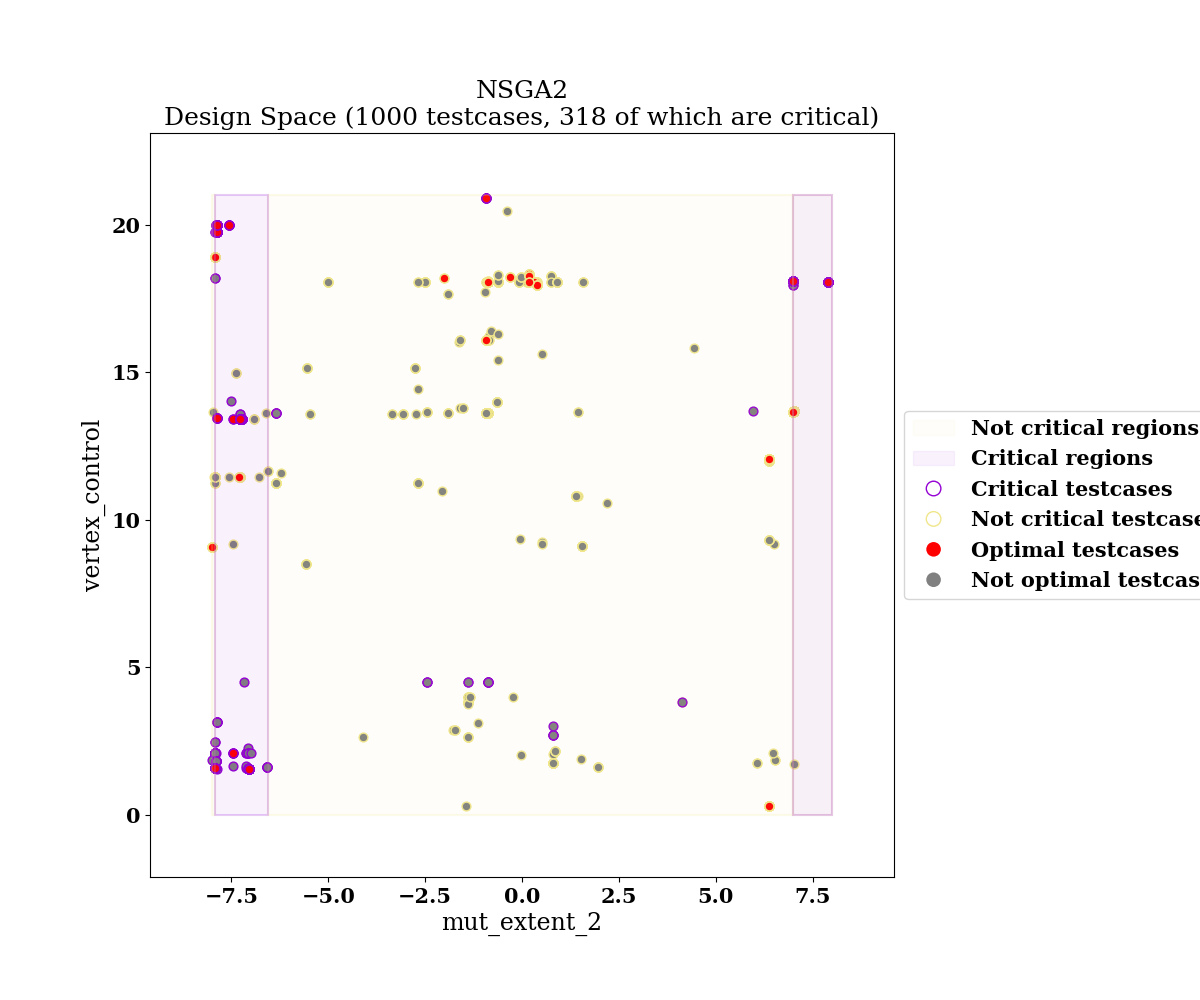 NSGA2
Design Space (1000 testcases, 318 of which are critical)
20
15
10
5
0
vertex_control
−7.5 −5.0 −2.5 0.0 2.5 5.0 7.5
mut_extent_2
Not critical regions
Critical regions
Critical testcases
Not critical testcase
Optimal testcases
Not optimal testcas